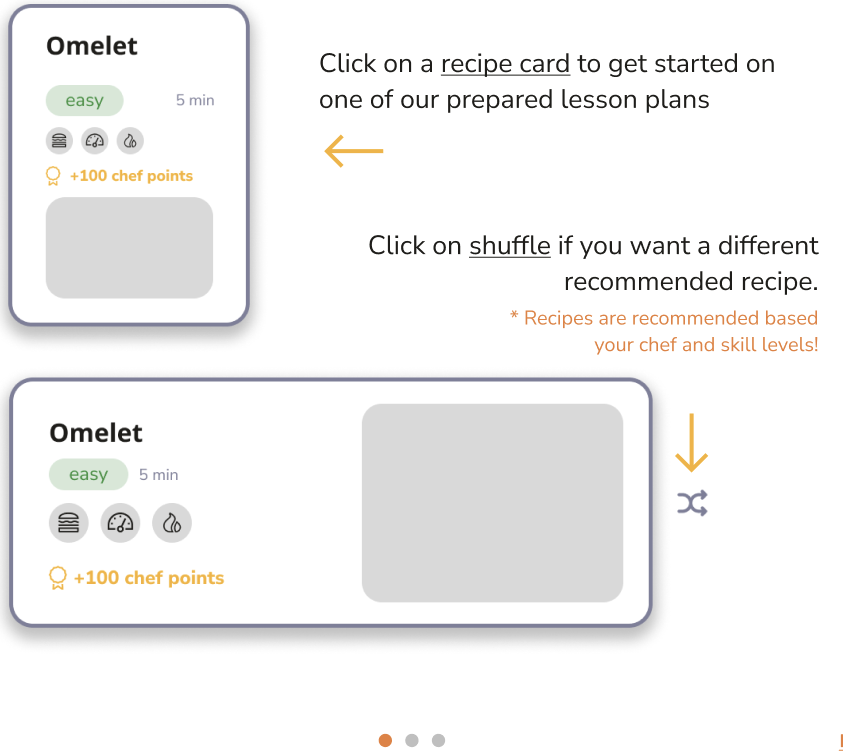 Omelet
easy
5 min
+100 chef points
Click on a recipe card to get started on
one of our prepared lesson plans
Click on shuffle if you want a different
recommended recipe.
* Recipes are recommended based
your chef and skill levels!
Omelet
easy
5 min
+100 chef points